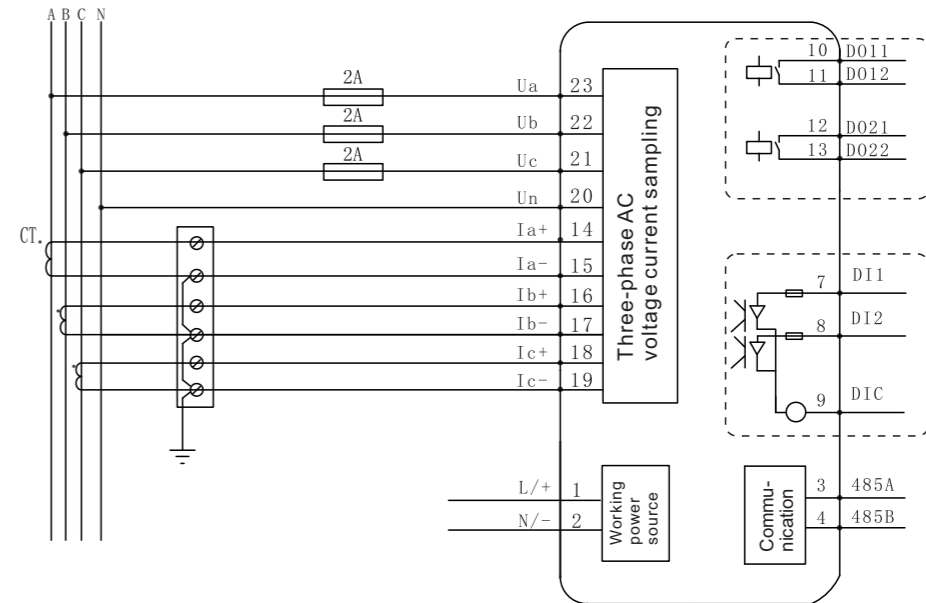 A B C N
2A
Ua 23
2A
Ub 22
2A
Uc 21
Un 20
CT.
Ia+ 14
Ia- 15
Ib+ 16
Ib- 17
Ic+ 18
Ic- 19
Three-phase AC
voltage current sampling
10 DO11
11 DO12
12 DO21
13 DO22
7 DI1
8 DI2
9 DIC
L/+ 1
N/- 2
Working
power
source
Commu-
nication
3 485A
4 485B